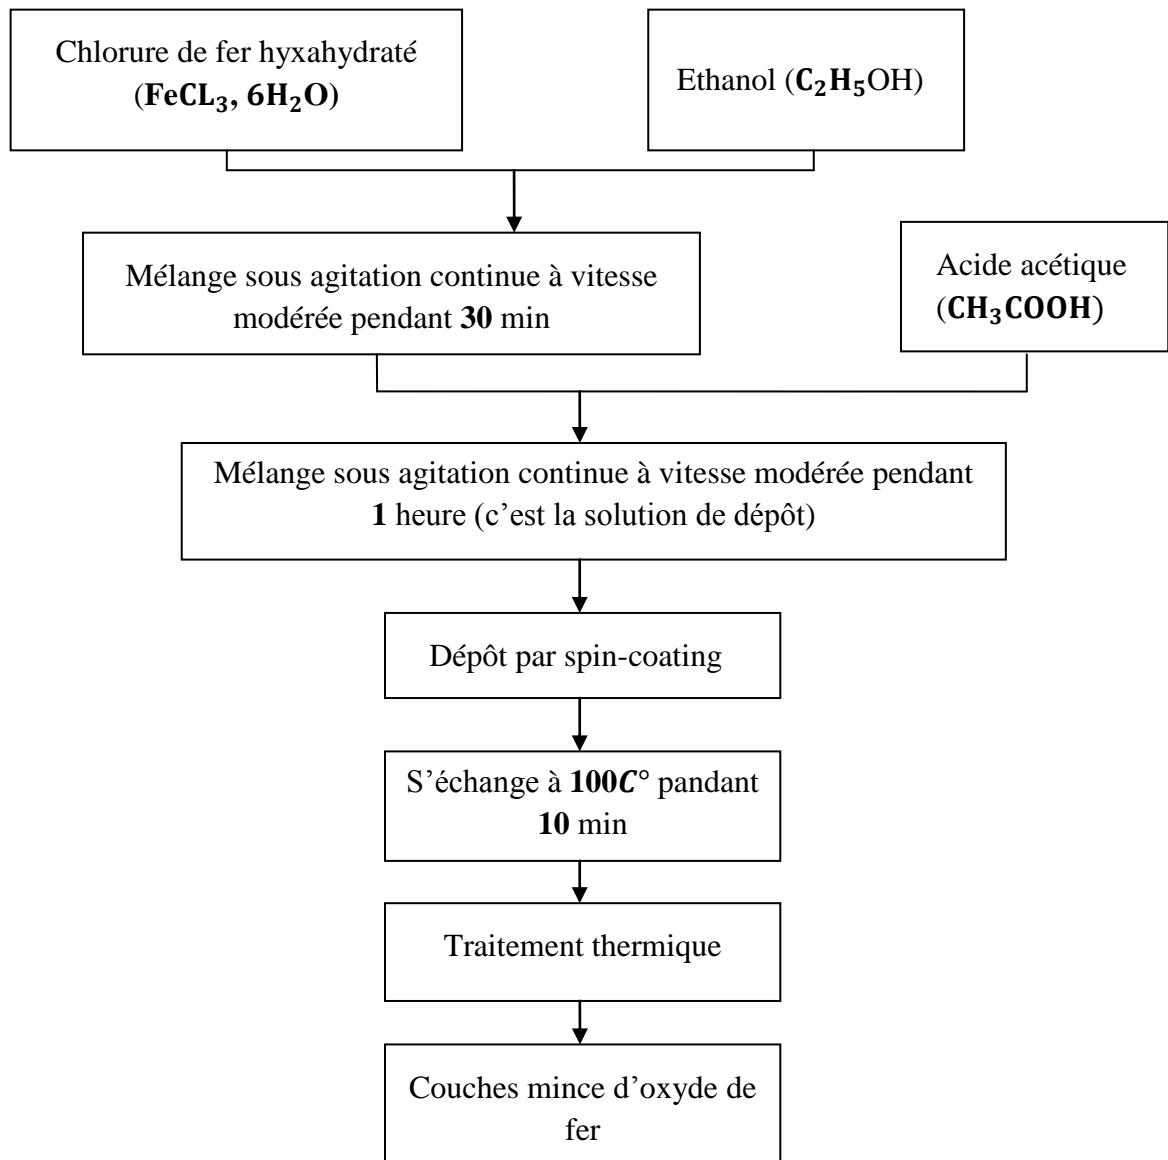 Chlorure de fer hyxahydraté
(FeCL₃, 6H₂O)
Ethanol (C₂H₅OH)
Mélange sous agitation continue à vitesse
modérée pendant 30 min
Acide acétique
(CH₃COOH)
Mélange sous agitation continue à vitesse modérée pendant
1 heure (c’est la solution de dépôt)
Dépôt par spin-coating
S’échange à 100C° pandant
10 min
Traitement thermique
Couches mince d’oxyde de
fer